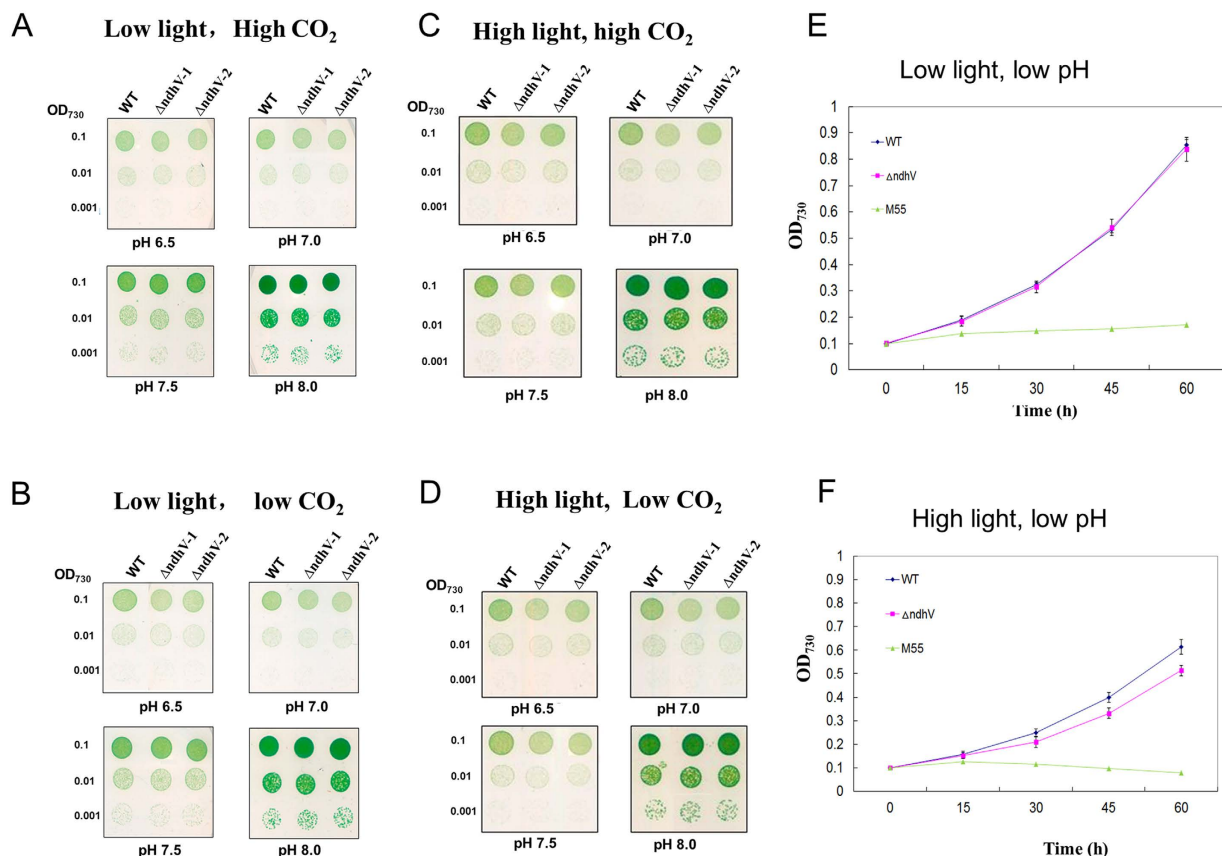 A
Low light, High CO₂
OD₇₃₀
WT
ΔndhV-1
ΔndhV-2
WT
ΔndhV-1
ΔndhV-2
0.1
0.01
0.001
pH 6.5
pH 7.0
0.1
0.01
0.001
pH 7.5
pH 8.0
B
Low light, low CO₂
OD₇₃₀
WT
ΔndhV-1
ΔndhV-2
WT
ΔndhV-1
ΔndhV-2
0.1
0.01
0.001
pH 6.5
pH 7.0
0.1
0.01
0.001
pH 7.5
pH 8.0
C
High light, high CO₂
OD₇₃₀
WT
ΔndhV-1
ΔndhV-2
WT
ΔndhV-1
ΔndhV-2
0.1
0.01
0.001
pH 6.5
pH 7.0
0.1
0.01
0.001
pH 7.5
pH 8.0
D
High light, Low CO₂
OD₇₃₀
WT
ΔndhV-1
ΔndhV-2
WT
ΔndhV-1
ΔndhV-2
0.1
0.01
0.001
pH 6.5
pH 7.0
0.1
0.01
0.001
pH 7.5
pH 8.0
E
Low light, low pH
OD₇₃₀
1
0.9
0.8
0.7
0.6
0.5
0.4
0.3
0.2
0.1
0
WT
ΔndhV
M55
0 15 30 45 60
Time (h)
F
High light, low pH
OD₇₃₀
1
0.9
0.8
0.7
0.6
0.5
0.4
0.3
0.2
0.1
0
WT
ΔndhV
M55
0 15 30 45 60
Time (h)